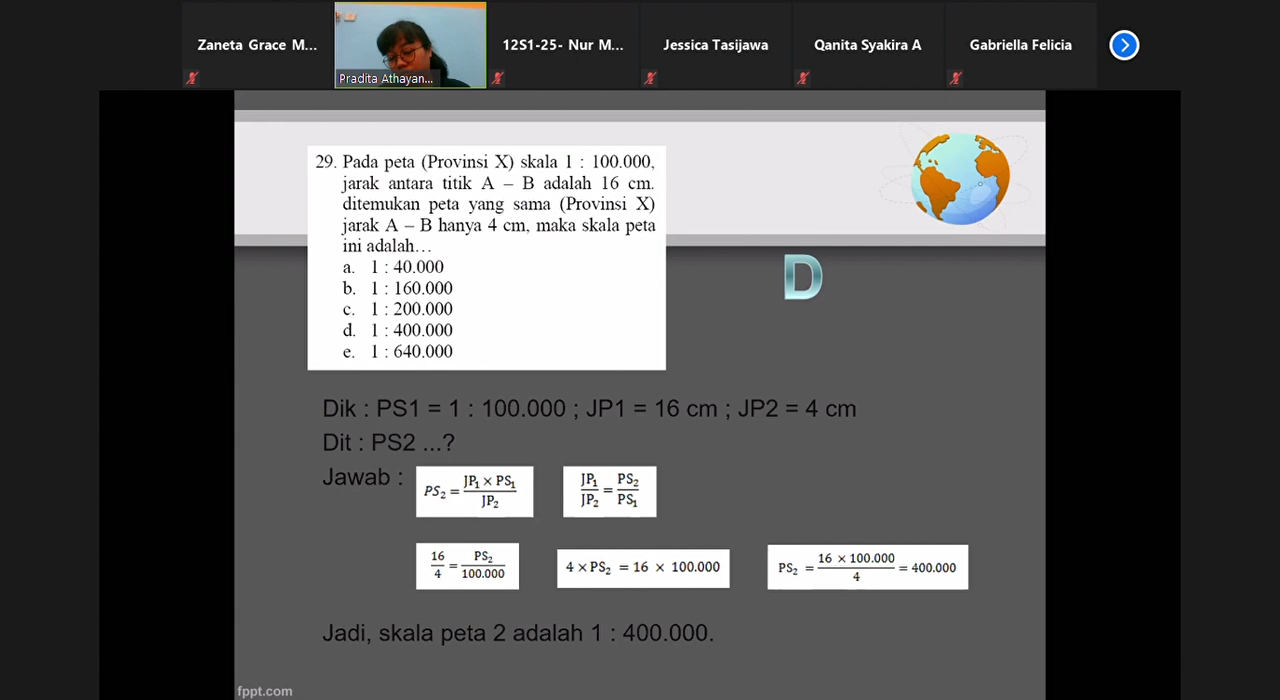 Zaneta Grace M...
Pradita Athayan...
12S1-25- Nur M...
Jessica Tasijawa
Qanita Syakira A
Gabriella Felicia
29. Pada peta (Provinsi X) skala 1 : 100.000,
jarak antara titik A – B adalah 16 cm.
ditemukan peta yang sama (Provinsi X)
jarak A – B hanya 4 cm, maka skala peta
ini adalah…
a. 1 : 40.000
b. 1 : 160.000
c. 1 : 200.000
d. 1 : 400.000
e. 1 : 640.000
D
Dik : PS1 = 1 : 100.000 ; JP1 = 16 cm ; JP2 = 4 cm
Dit : PS2 ...?
Jawab :
PS₂ = JP₁ × PS₁ / JP₂
JP₁ / JP₂ = PS₂ / PS₁
16 / 4 = PS₂ / 100.000
4 × PS₂ = 16 × 100.000
PS₂ = 16 × 100.000 / 4 = 400.000
Jadi, skala peta 2 adalah 1 : 400.000.
fppt.com